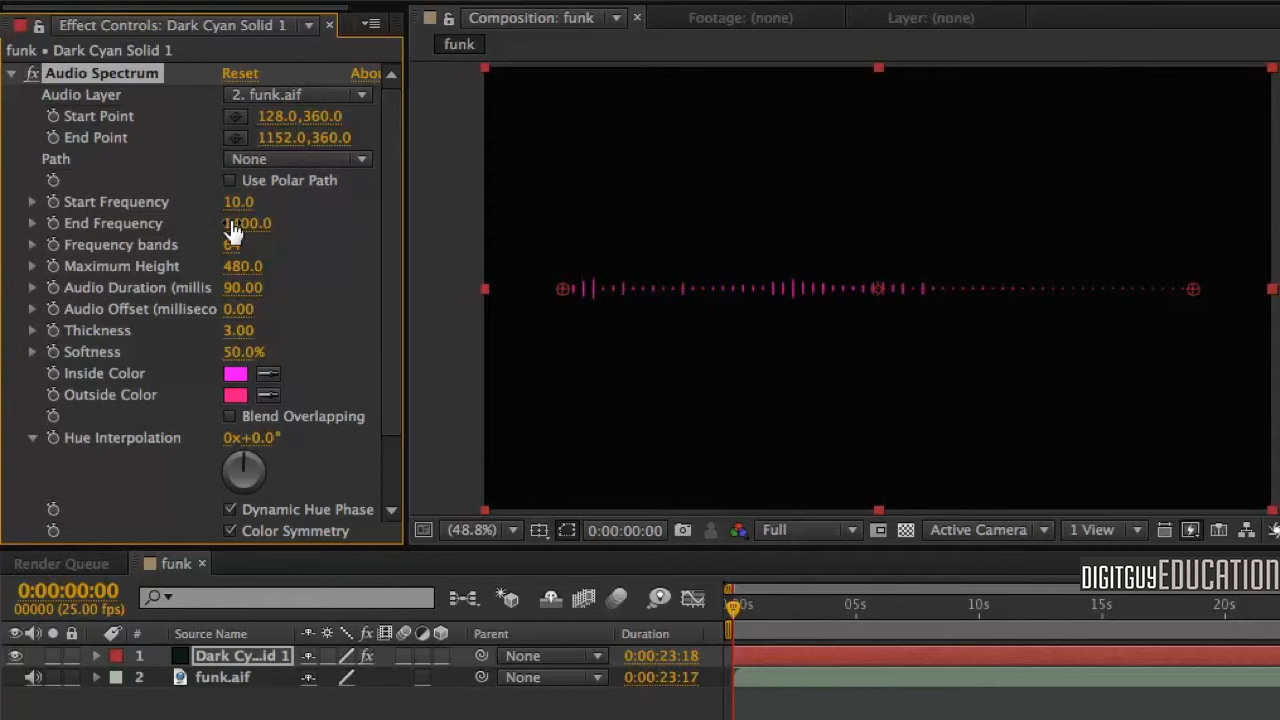 Effect Controls: Dark Cyan Solid 1
Composition: funk
Footage: (none)
Layer: (none)
funk • Dark Cyan Solid 1
funk
fx Audio Spectrum Reset Abou
Audio Layer 2. funk.aif
Start Point 128.0,360.0
End Point 1152.0,360.0
Path None
Use Polar Path
Start Frequency 10.0
End Frequency
Frequency bands
Maximum Height 480.0
Audio Duration (millis 90.00
Audio Offset (milliseco 0.00
Thickness 3.00
Softness 50.0%
Inside Color
Outside Color
Blend Overlapping
Hue Interpolation 0x+0.0°
Dynamic Hue Phase
Color Symmetry
(48.8%) 0:00:00:00 Full Active Camera 1 View
Render Queue funk
DIGITGUYEDUCATION
0:00:00:00
00000 (25.00 fps)
05s 10s 15s 20s
# Source Name fx Parent Duration
1 Dark Cy...id 1 fx None 0:00:23:18
2 funk.aif None 0:00:23:17